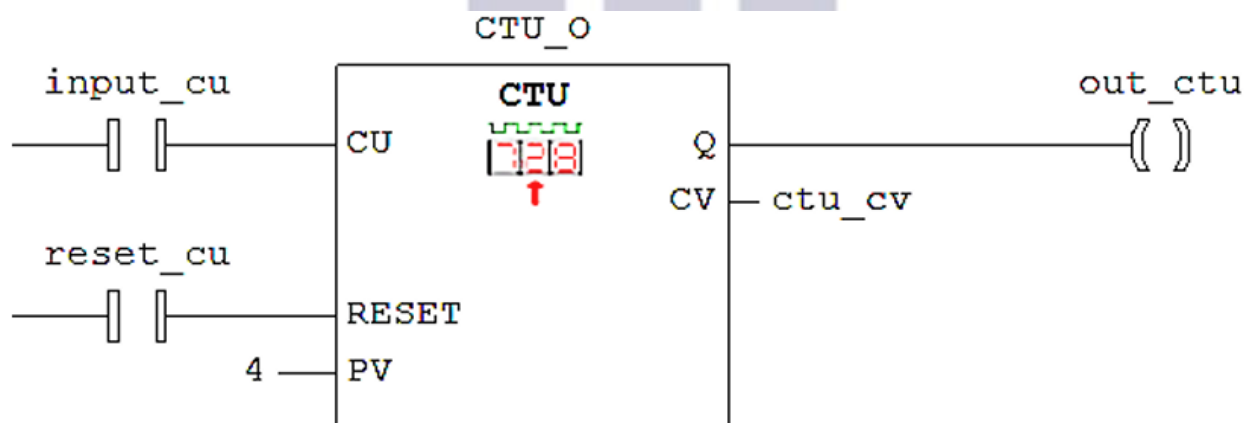 CTU_O
input_cu
CTU
out_ctu
CU
Q
CV
ctu_cv
reset_cu
RESET
4
PV